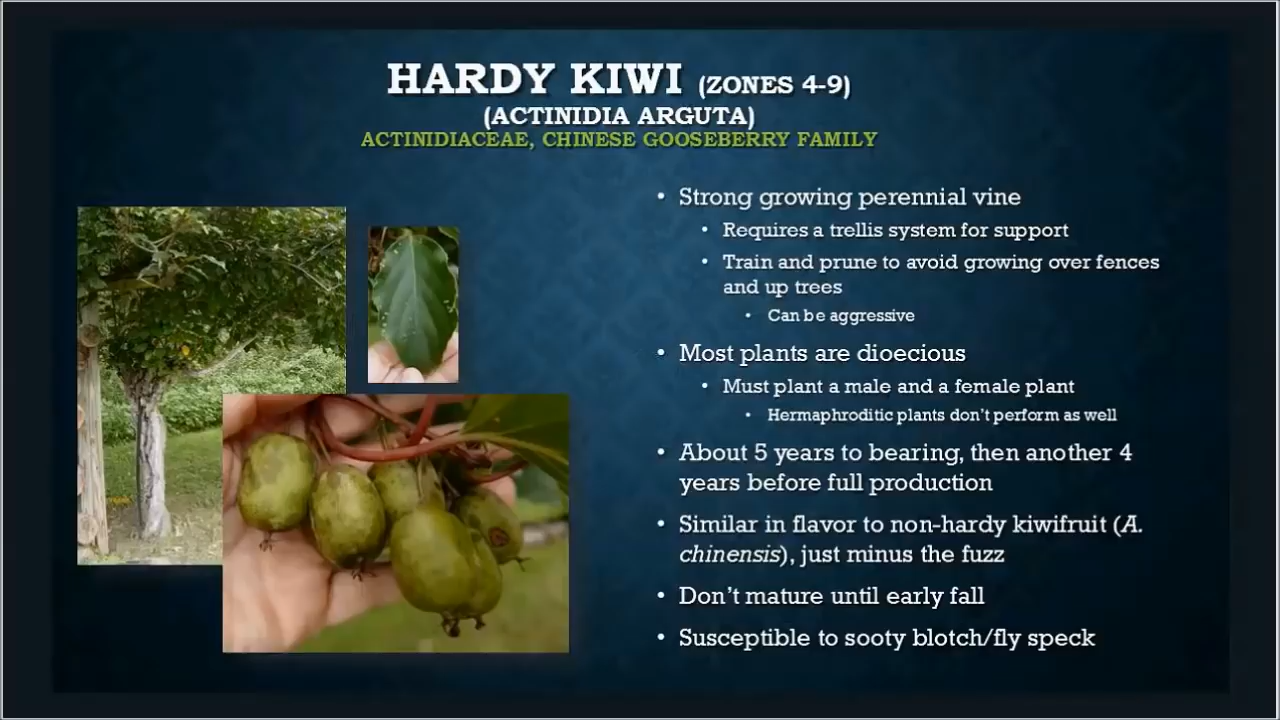 HARDY KIWI (ZONES 4-9)
(ACTINIDIA ARGUTA)
ACTINIDIACEAE, CHINESE GOOSEBERRY FAMILY
• Strong growing perennial vine
• Requires a trellis system for support
• Train and prune to avoid growing over fences
and up trees
• Can be aggressive
• Most plants are dioecious
• Must plant a male and a female plant
• Hermaphroditic plants don't perform as well
• About 5 years to bearing, then another 4
years before full production
• Similar in flavor to non-hardy kiwifruit (A.
chinensis), just minus the fuzz
• Don't mature until early fall
• Susceptible to sooty blotch/fly speck